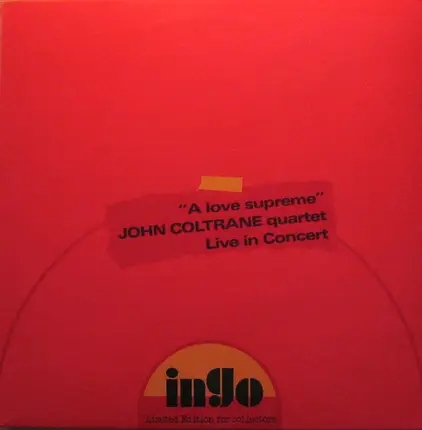 "A love supreme"
JOHN COLTRANE quartet
Live in Concert
ingo
Limited Edition for collectors